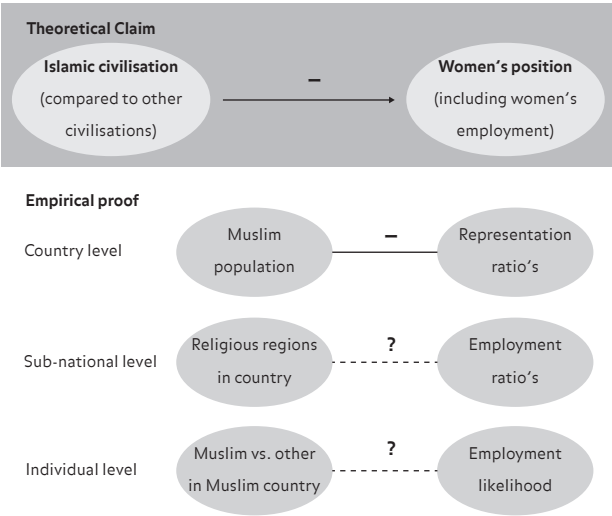 Theoretical Claim
Islamic civilisation
(compared to other
civilisations)
–
Women's position
(including women's
employment)
Empirical proof
Country level
Muslim
population
–
Representation
ratio's
Sub-national level
Religious regions
in country
?
Employment
ratio's
Individual level
Muslim vs. other
in Muslim country
?
Employment
likelihood